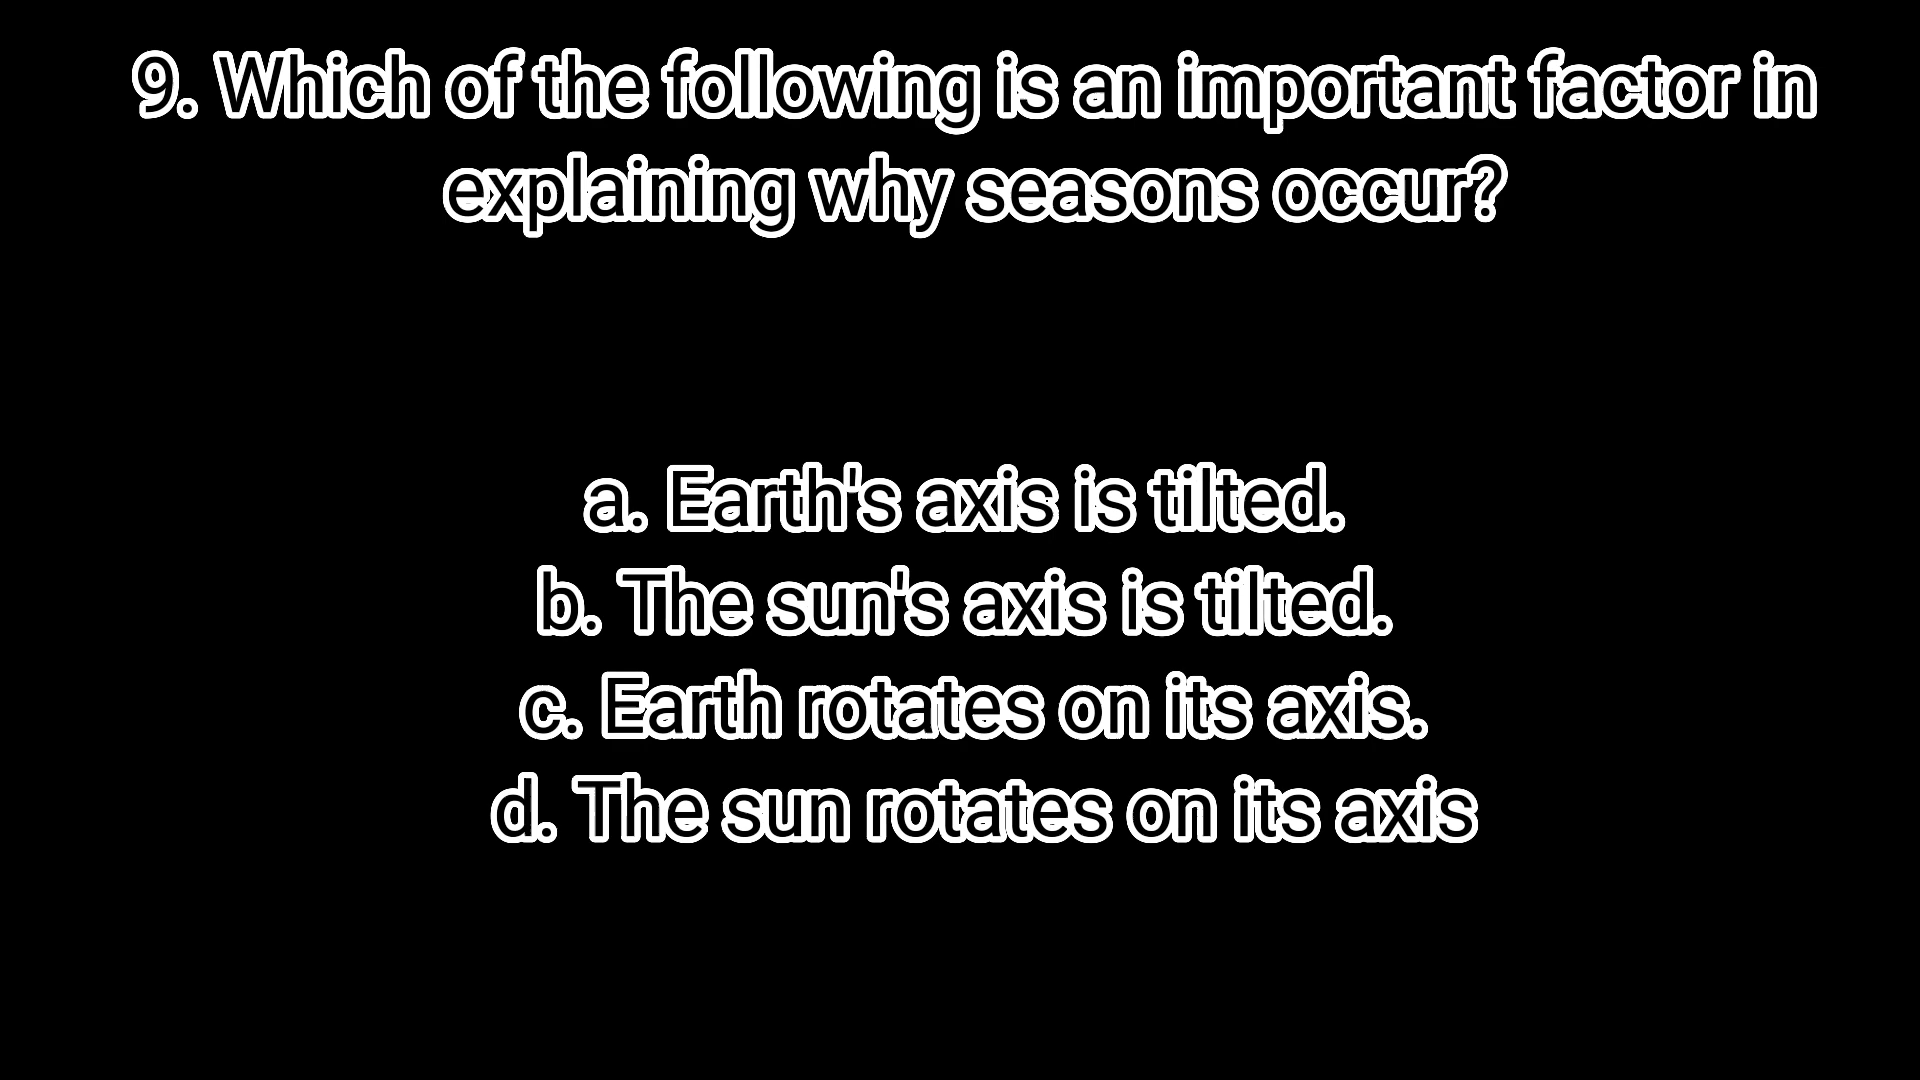 9. Which of the following is an important factor in
explaining why seasons occur?
a. Earth's axis is tilted.
b. The sun's axis is tilted.
c. Earth rotates on its axis.
d. The sun rotates on its axis